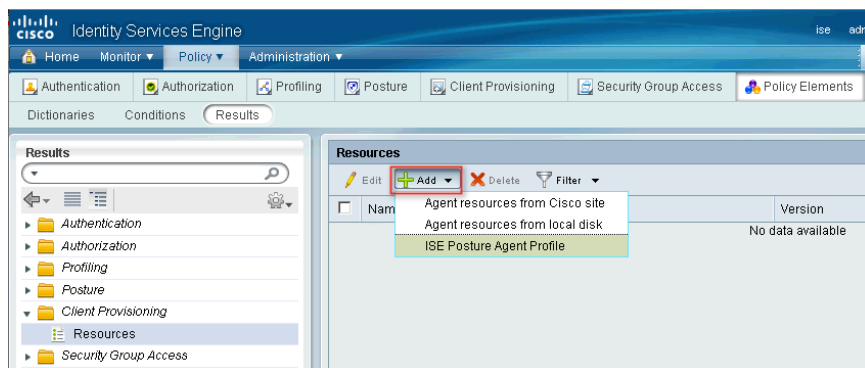 CISCO Identity Services Engine ise adr
Home Monitor Policy Administration
Authentication Authorization Profiling Posture Client Provisioning Security Group Access Policy Elements
Dictionaries Conditions Results
Results
Authentication
Authorization
Profiling
Posture
Client Provisioning
Resources
Security Group Access
Resources
Edit Add Delete Filter
Nam Version
Agent resources from Cisco site
Agent resources from local disk
ISE Posture Agent Profile
No data available